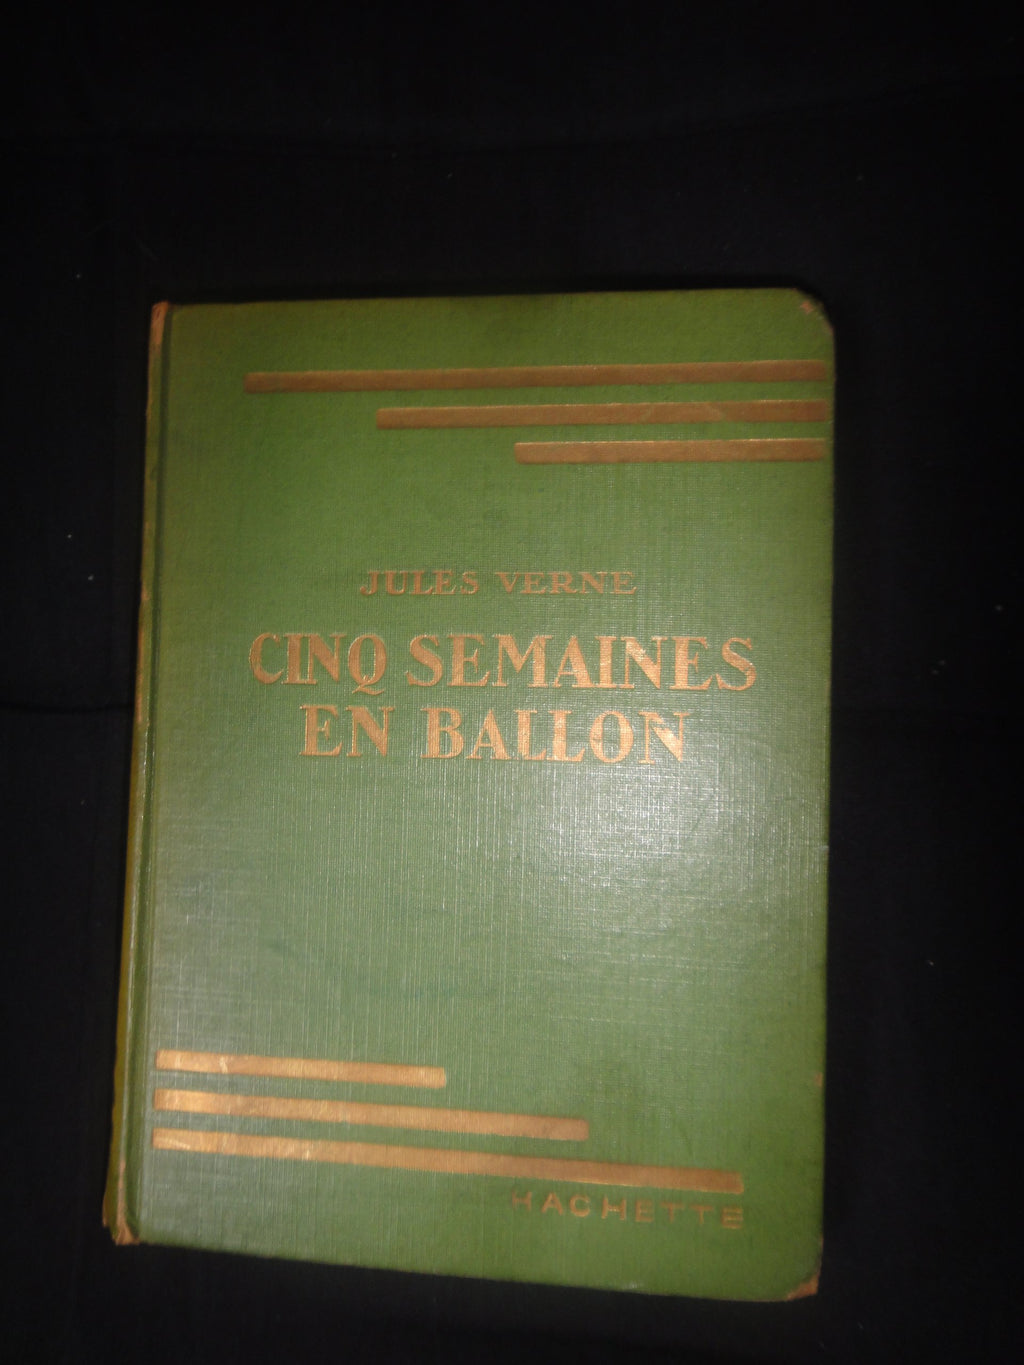 JULES VERNE
CINQ SEMAINES
EN BALLON
HACHETTE